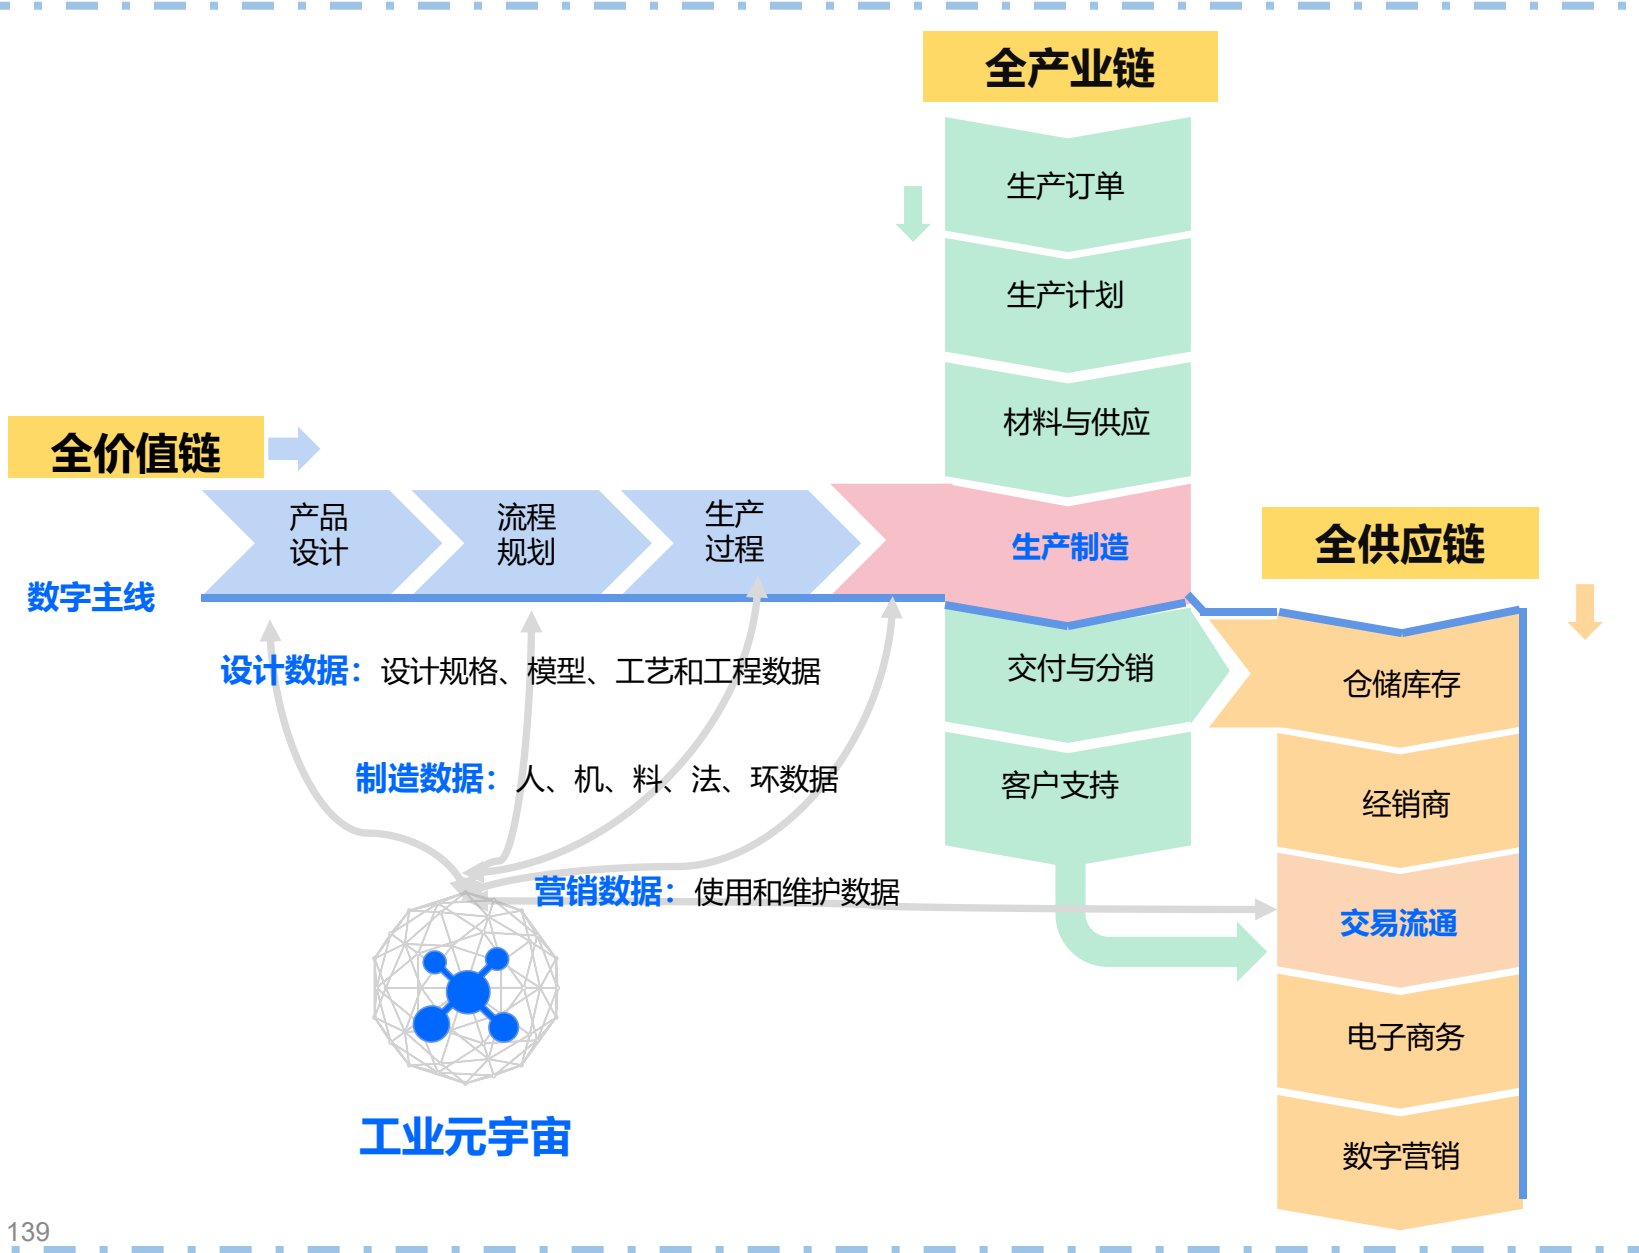 全产业链
生产订单
生产计划
材料与供应
全价值链
产品
设计
流程
规划
生产
过程
生产制造
全供应链
数字主线
设计数据：设计规格、模型、工艺和工程数据
交付与分销
仓储库存
制造数据：人、机、料、法、环数据
客户支持
经销商
营销数据：使用和维护数据
交易流通
电子商务
工业元宇宙
数字营销
139